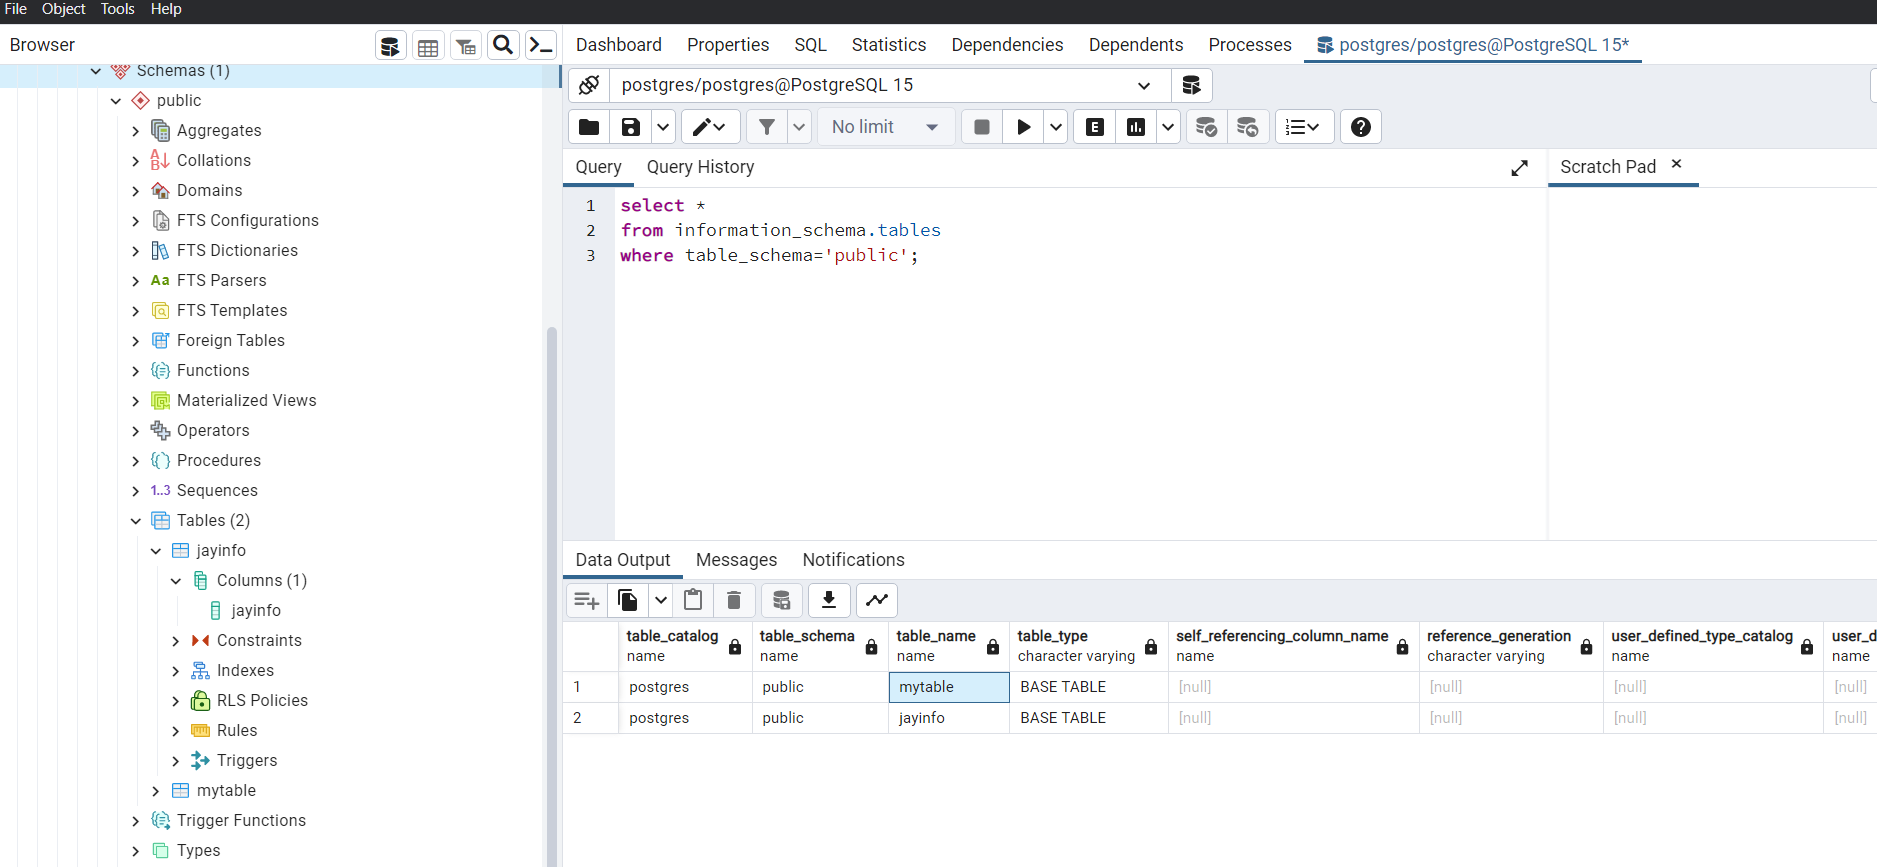 File Object Tools Help
Browser
Dashboard Properties SQL Statistics Dependencies Dependents Processes postgres/postgres@PostgreSQL 15*
Schemas (1)
public
Aggregates
Collations
Domains
FTS Configurations
FTS Dictionaries
Aa FTS Parsers
FTS Templates
Foreign Tables
Functions
Materialized Views
Operators
Procedures
1..3 Sequences
Tables (2)
jayinfo
Columns (1)
jayinfo
Constraints
Indexes
RLS Policies
Rules
Triggers
mytable
Trigger Functions
Types
postgres/postgres@PostgreSQL 15
No limit
E
Query Query History
Scratch Pad
1 select *
2 from information_schema.tables
3 where table_schema='public';
Data Output Messages Notifications
table_catalog table_schema table_name table_type self_referencing_column_name reference_generation user_defined_type_catalog user_d
name name name character varying name character varying name name
1 postgres public mytable BASE TABLE [null] [null] [null] [null]
2 postgres public jayinfo BASE TABLE [null] [null] [null] [null]